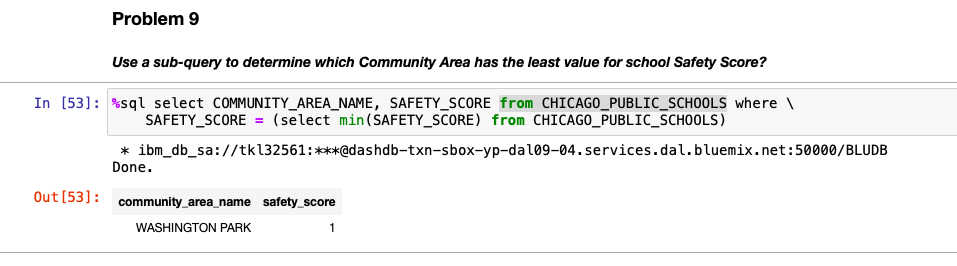 Problem 9
Use a sub-query to determine which Community Area has the least value for school Safety Score?
In [53]: %sql select COMMUNITY_AREA_NAME, SAFETY_SCORE from CHICAGO_PUBLIC_SCHOOLS where \
SAFETY_SCORE = (select min(SAFETY_SCORE) from CHICAGO_PUBLIC_SCHOOLS)
* ibm_db_sa://tkl32561:***@dashdb-txn-sbox-yp-dal09-04.services.dal.bluemix.net:50000/BLUDB
Done.
Out[53]: community_area_name safety_score
WASHINGTON PARK 1